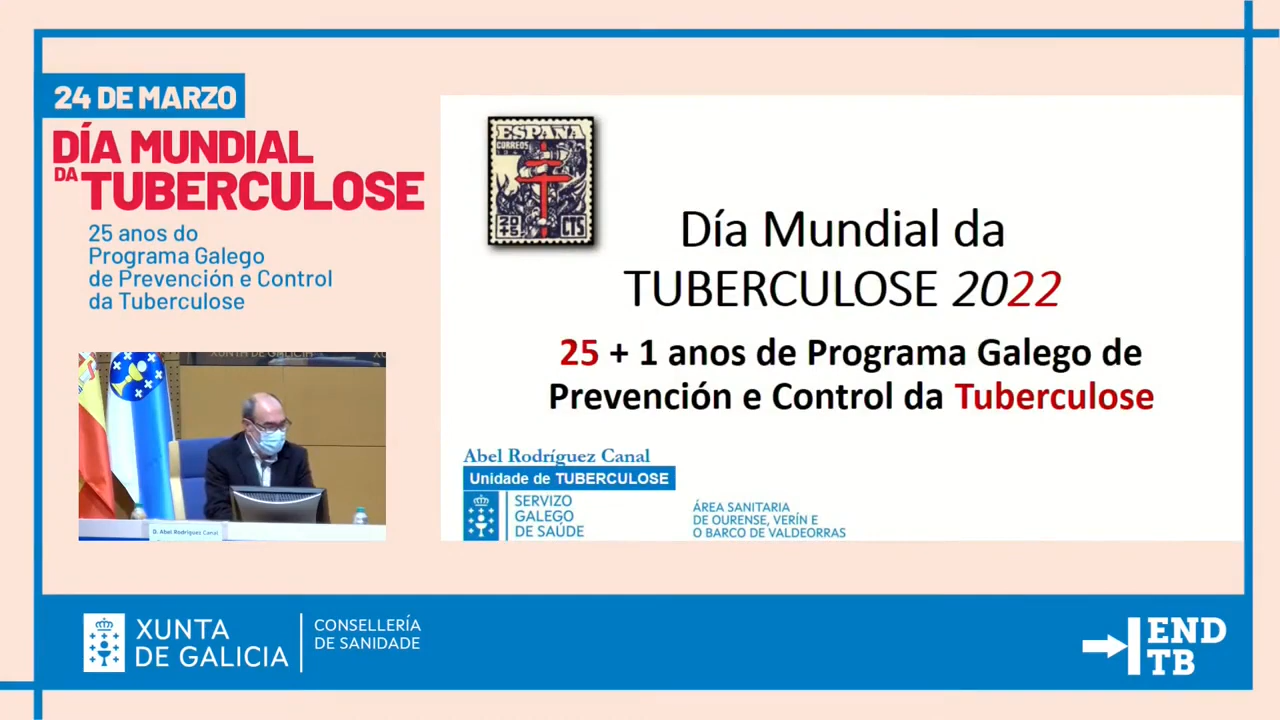 24 DE MARZO
DÍA MUNDIAL
DA TUBERCULOSE
25 anos do
Programa Galego
de Prevención e Control
da Tuberculose
ESPAÑA
CORREOS
20+5 CTS
Día Mundial da
TUBERCULOSE 2022
25 + 1 anos de Programa Galego de
Prevención e Control da Tuberculose
Abel Rodríguez Canal
Unidade de TUBERCULOSE
SERVIZO
GALEGO
DE SAÚDE
ÁREA SANITARIA
DE OURENSE, VERÍN E
O BARCO DE VALDEORRAS
XUNTA DE GALICIA
D. Abel Rodríguez Canal
XUNTA
DE GALICIA
CONSELLERÍA
DE SANIDADE
END
TB